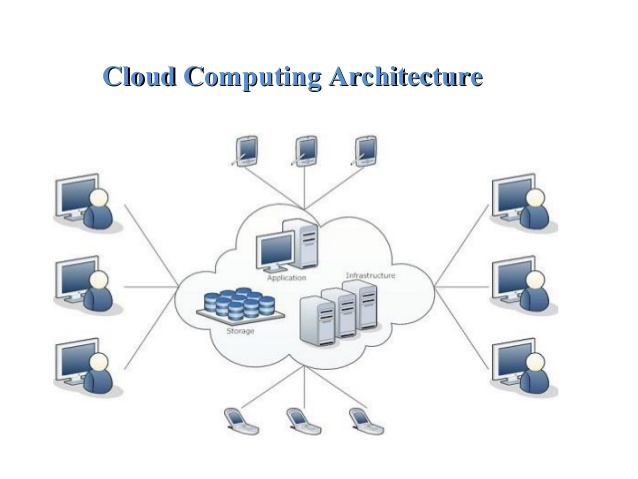 Cloud Computing Architecture
Application
Infrastructure
Storage